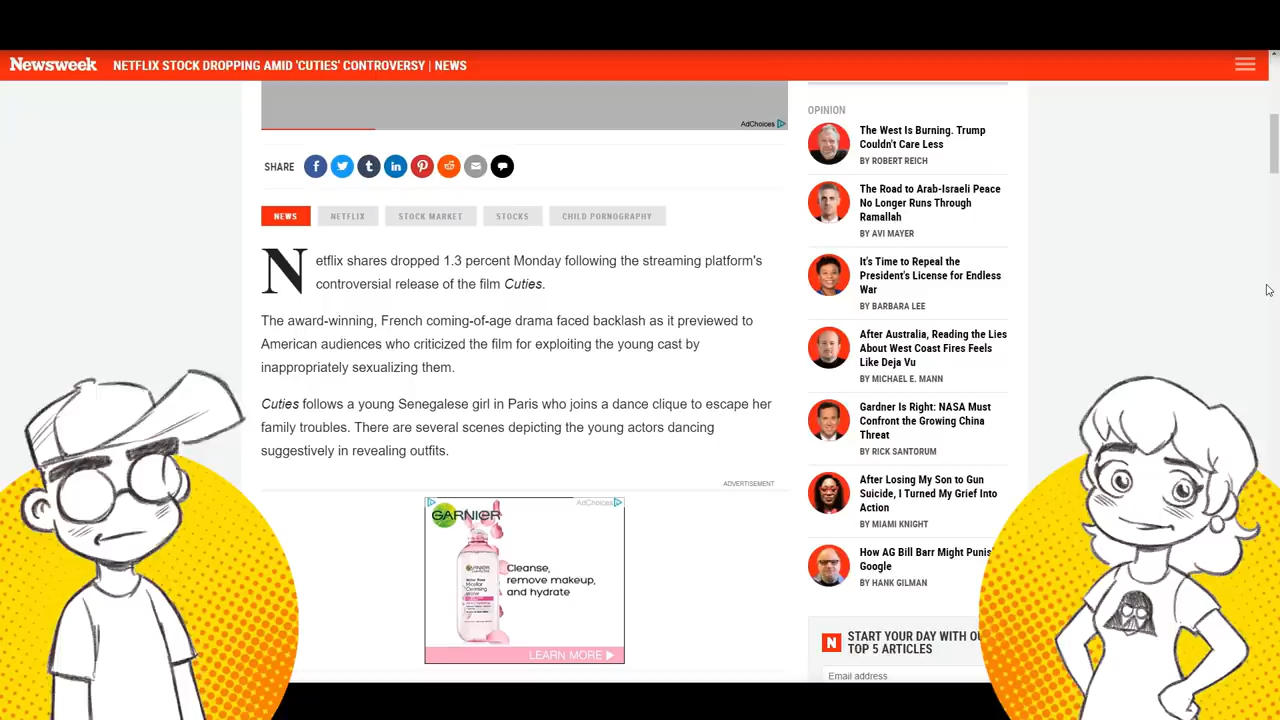 Newsweek
NETFLIX STOCK DROPPING AMID 'CUTIES' CONTROVERSY | NEWS
AdChoices
SHARE
NEWS
NETFLIX
STOCK MARKET
STOCKS
CHILD PORNOGRAPHY
Netflix shares dropped 1.3 percent Monday following the streaming platform's
controversial release of the film Cuties.
The award-winning, French coming-of-age drama faced backlash as it previewed to
American audiences who criticized the film for exploiting the young cast by
inappropriately sexualizing them.
Cuties follows a young Senegalese girl in Paris who joins a dance clique to escape her
family troubles. There are several scenes depicting the young actors dancing
suggestively in revealing outfits.
ADVERTISEMENT
AdChoices
GARNIER
Cleanse,
remove makeup,
and hydrate
LEARN MORE
OPINION
The West Is Burning. Trump
Couldn't Care Less
BY ROBERT REICH
The Road to Arab-Israeli Peace
No Longer Runs Through
Ramallah
BY AVI MAYER
It's Time to Repeal the
President's License for Endless
War
BY BARBARA LEE
After Australia, Reading the Lies
About West Coast Fires Feels
Like Deja Vu
BY MICHAEL E. MANN
Gardner Is Right: NASA Must
Confront the Growing China
Threat
BY RICK SANTORUM
After Losing My Son to Gun
Suicide, I Turned My Grief Into
Action
BY MIAMI KNIGHT
How AG Bill Barr Might Punis
Google
BY HANK GILMAN
N
START YOUR DAY WITH O
TOP 5 ARTICLES
Email address